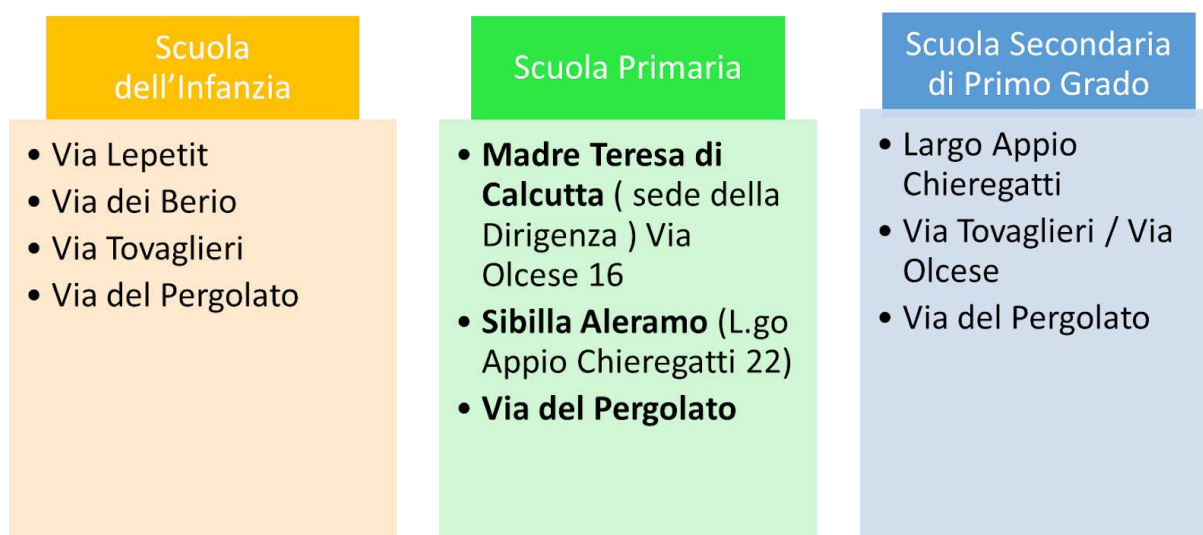 Scuola
dell’Infanzia
• Via Lepetit
• Via dei Berio
• Via Tovaglieri
• Via del Pergolato
Scuola Primaria
• Madre Teresa di
Calcutta ( sede della
Dirigenza ) Via
Olcese 16
• Sibilla Aleramo (L.go
Appio Chieregatti 22)
• Via del Pergolato
Scuola Secondaria
di Primo Grado
• Largo Appio
Chieregatti
• Via Tovaglieri / Via
Olcese
• Via del Pergolato